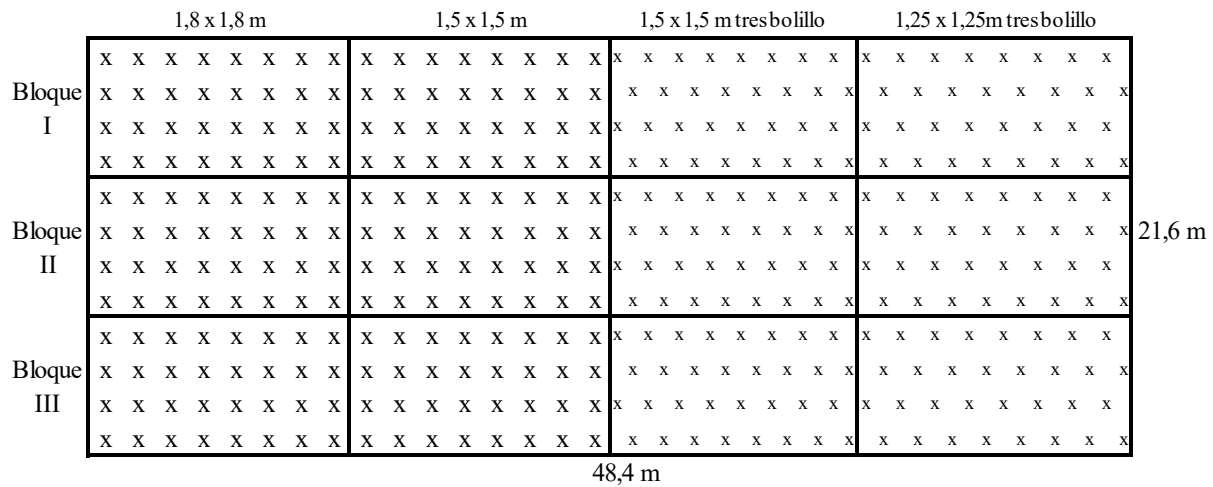 1,8 x 1,8 m 1,5 x 1,5 m 1,5 x 1,5 m tresbolillo 1,25 x 1,25m tresbolillo
x x x x x x x x x x x x x x x x x x x x x x x x x x x x x x x x
Bloque x x x x x x x x x x x x x x x x x x x x x x x x x x x x x x x x
I x x x x x x x x x x x x x x x x x x x x x x x x x x x x x x x x
x x x x x x x x x x x x x x x x x x x x x x x x x x x x x x x x
x x x x x x x x x x x x x x x x x x x x x x x x x x x x x x x x
Bloque x x x x x x x x x x x x x x x x x x x x x x x x x x x x x x x x 21,6 m
II x x x x x x x x x x x x x x x x x x x x x x x x x x x x x x x x
x x x x x x x x x x x x x x x x x x x x x x x x x x x x x x x x
x x x x x x x x x x x x x x x x x x x x x x x x x x x x x x x x
Bloque x x x x x x x x x x x x x x x x x x x x x x x x x x x x x x x x
III x x x x x x x x x x x x x x x x x x x x x x x x x x x x x x x x
x x x x x x x x x x x x x x x x x x x x x x x x x x x x x x x x
48,4 m